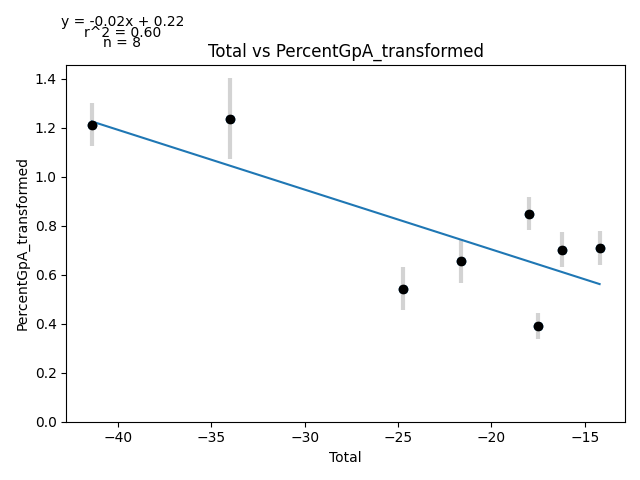 y = -0.02x + 0.22
r^2 = 0.60
n = 8
Total vs PercentGpA_transformed
PercentGpA_transformed
1.4
1.2
1.0
0.8
0.6
0.4
0.2
0.0
−40
−35
−30
−25
−20
−15
Total